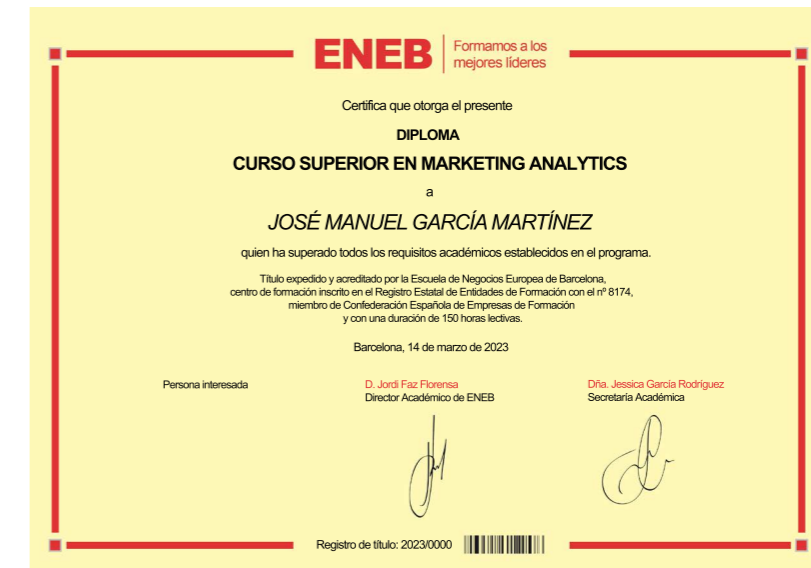 ENEB
Formamos a los
mejores líderes
Certifica que otorga el presente
DIPLOMA
CURSO SUPERIOR EN MARKETING ANALYTICS
a
JOSÉ MANUEL GARCÍA MARTÍNEZ
quien ha superado todos los requisitos académicos establecidos en el programa.
Título expedido y acreditado por la Escuela de Negocios Europea de Barcelona,
centro de formación inscrito en el Registro Estatal de Entidades de Formación con el nº 8174,
miembro de Confederación Española de Empresas de Formación
y con una duración de 150 horas lectivas.
Barcelona, 14 de marzo de 2023
Persona interesada
D. Jordi Faz Florensa
Director Académico de ENEB
Dña. Jessica García Rodríguez
Secretaría Académica
Registro de título: 2023/0000